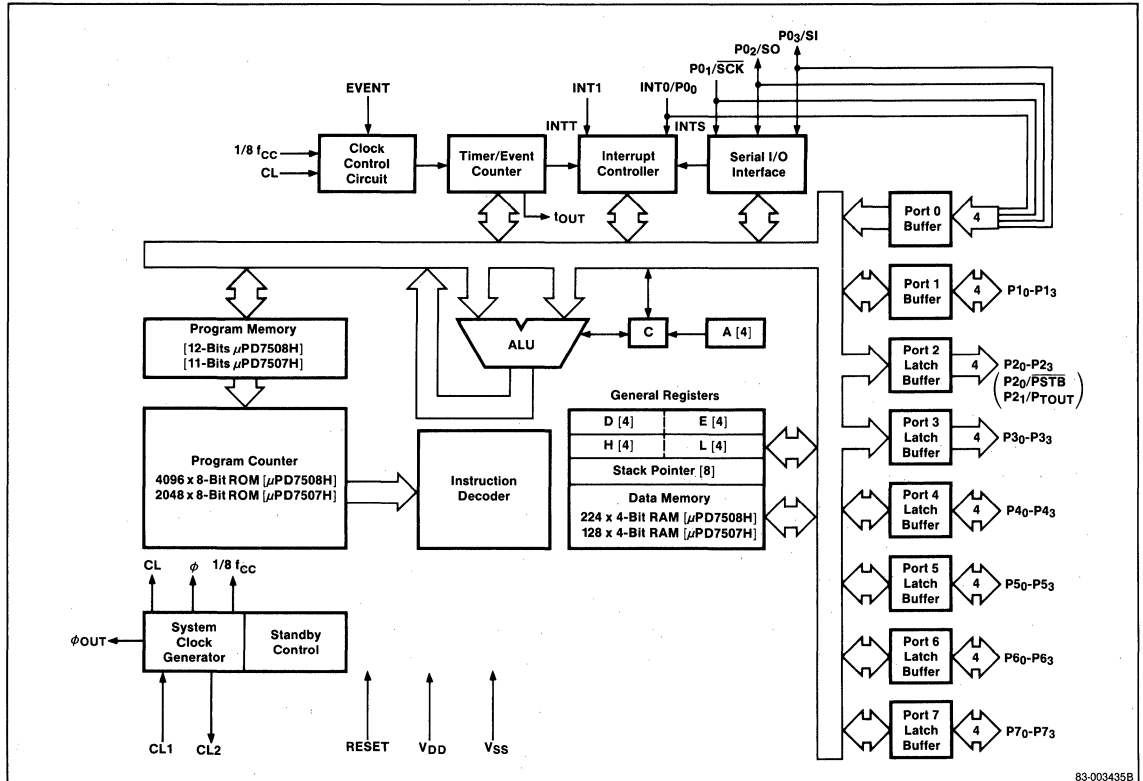 P0₃/SI
P0₂/SO
P0₁/S̅C̅K̅
EVENT
INT1
INT0/P0₀
INTT
INTS
1/8 fCC
CL
Clock
Control
Circuit
Timer/Event
Counter
Interrupt
Controller
Serial I/O
Interface
tOUT
Port 0
Buffer
4
Port 1
Buffer
4
P1₀-P1₃
Program Memory
[12-Bits µPD7508H]
[11-Bits µPD7507H]
ALU
C
A [4]
Port 2
Latch
Buffer
4
P2₀-P2₃
(P2₀/P̅S̅T̅B̅
P2₁/PTOUT)
General Registers
D [4]
E [4]
H [4]
L [4]
Stack Pointer [8]
Data Memory
224 x 4-Bit RAM [µPD7508H]
128 x 4-Bit RAM [µPD7507H]
Port 3
Latch
Buffer
4
P3₀-P3₃
Program Counter
4096 x 8-Bit ROM [µPD7508H]
2048 x 8-Bit ROM [µPD7507H]
Instruction
Decoder
Port 4
Latch
Buffer
4
P4₀-P4₃
CL
ϕ
1/8 fCC
Port 5
Latch
Buffer
4
P5₀-P5₃
ϕOUT
System
Clock
Generator
Standby
Control
Port 6
Latch
Buffer
4
P6₀-P6₃
CL1
CL2
RESET
VDD
VSS
Port 7
Latch
Buffer
4
P7₀-P7₃
83-003435B